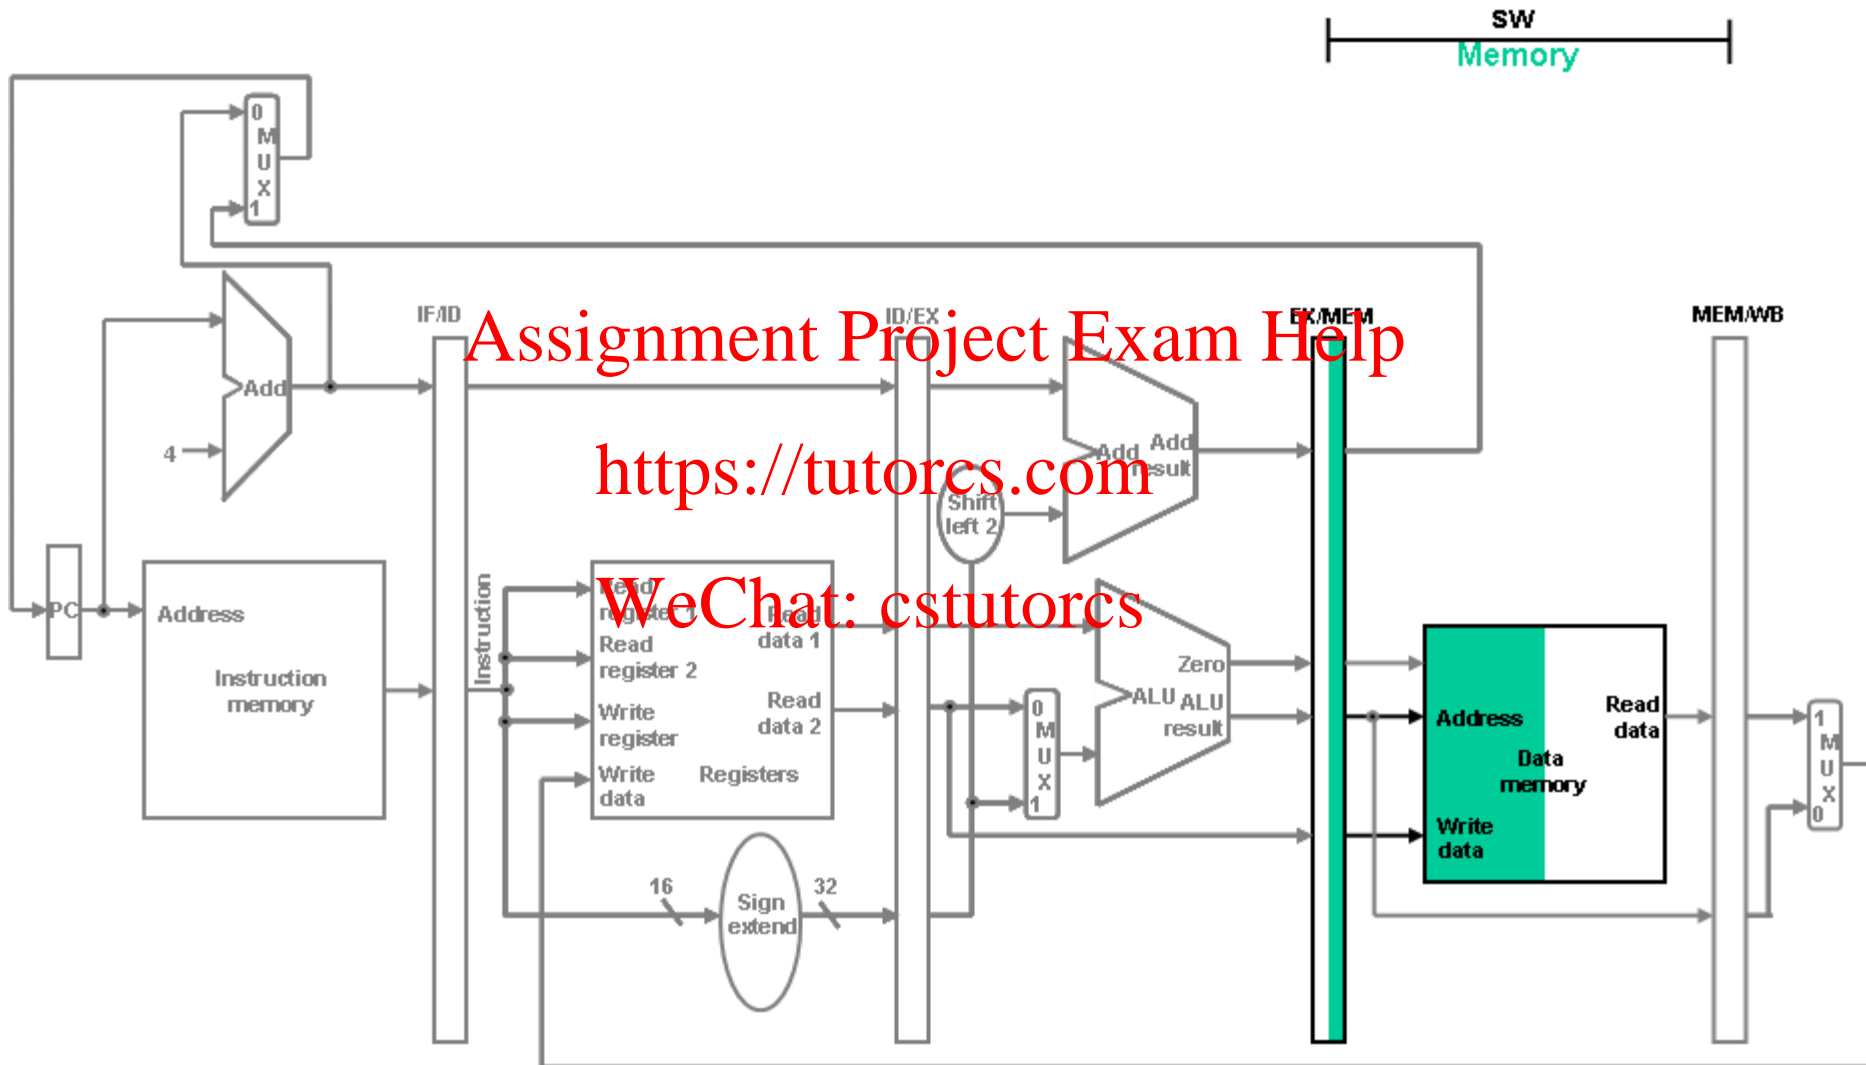 SW
Memory
0
M
U
X
1
IF/ID
ID/EX
EX/MEM
MEM/WB
Assignment Project Exam Help
Add
4
Add
Add
result
https://tutorcs.com
Shift
left 2
PC
Address
Instruction
memory
Instruction
Read
register 1
Read
register 2
Write
register
Write
data
Registers
Read
data 1
Read
data 2
WeChat: cstutorcs
0
M
U
X
1
Zero
ALU
ALU
result
Address
Read
data
Data
memory
Write
data
1
M
U
X
0
16
Sign
extend
32